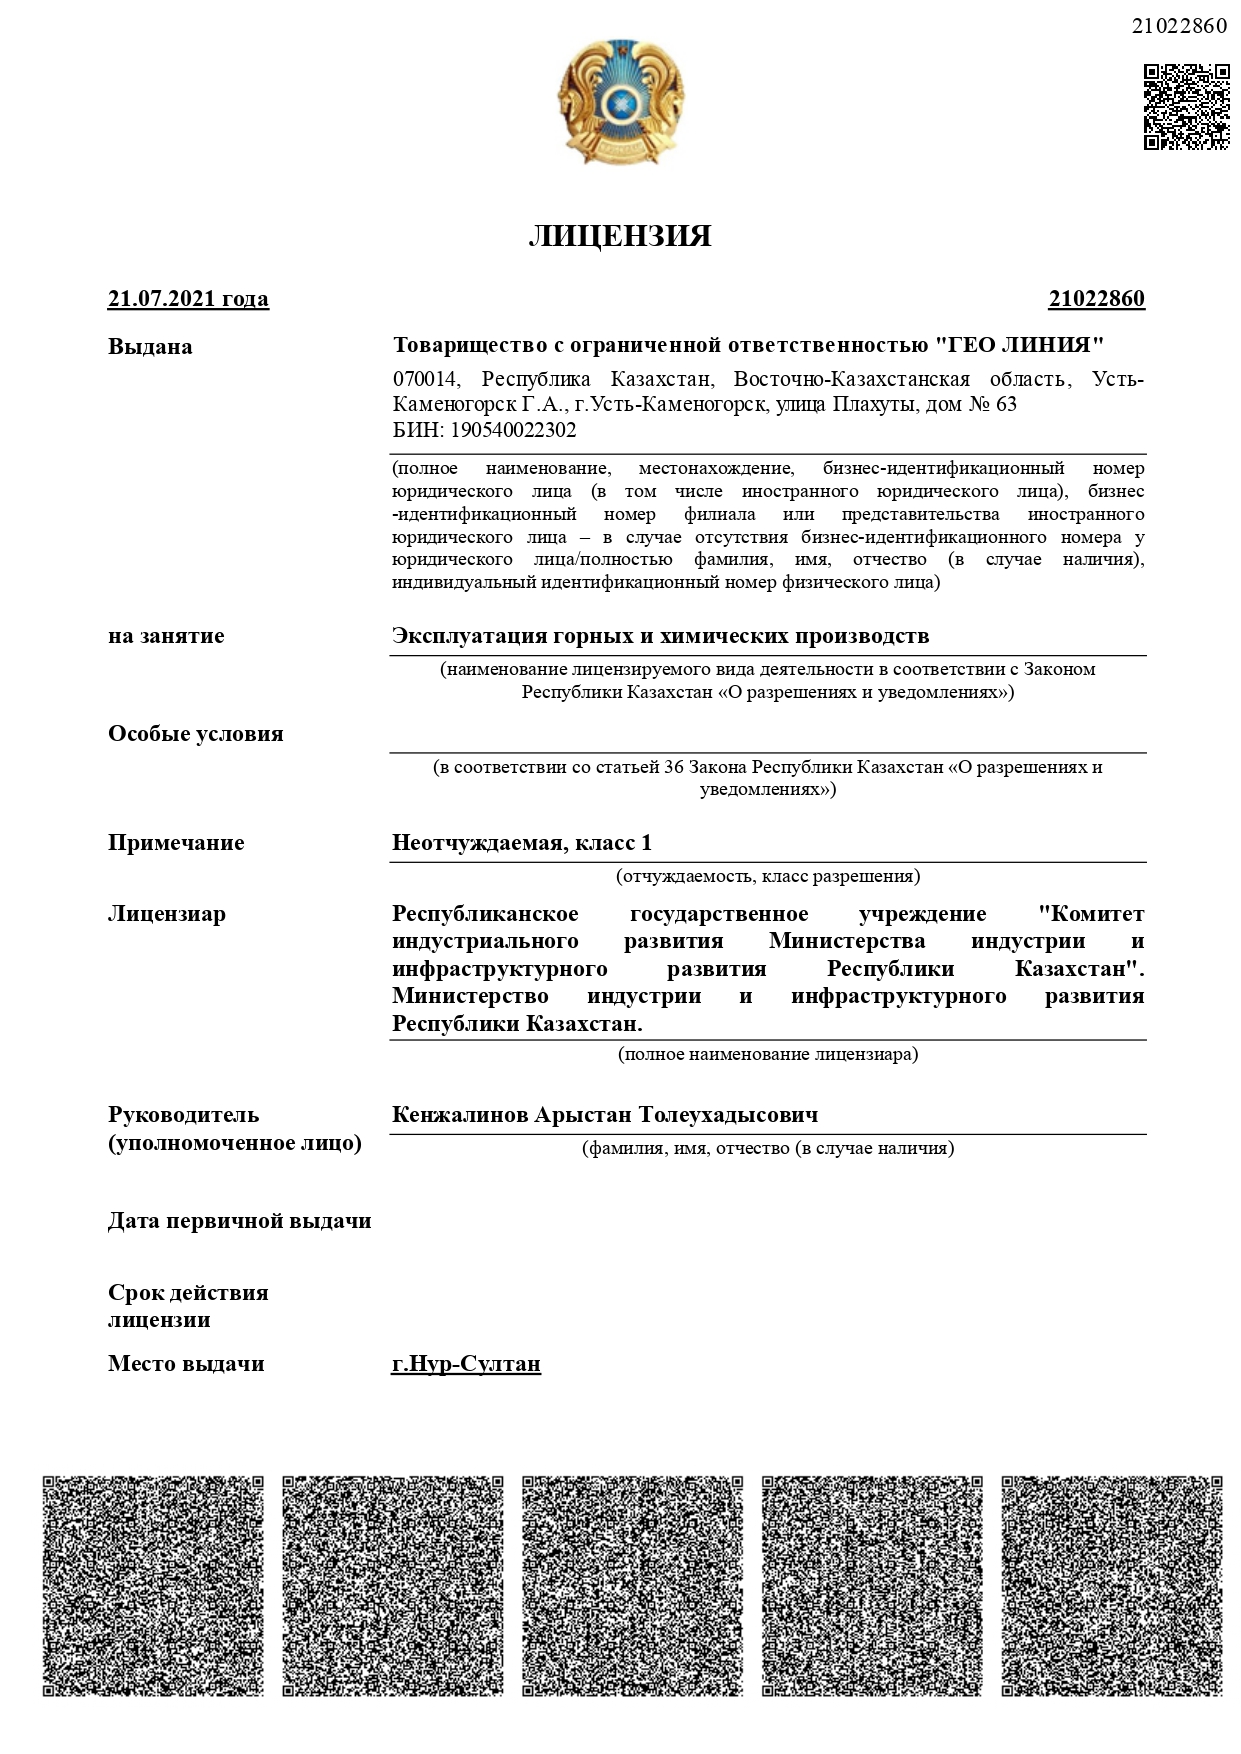 21022860
ЛИЦЕНЗИЯ
21.07.2021 года 21022860
Выдана
Товарищество с ограниченной ответственностью "ГЕО ЛИНИЯ"
070014, Республика Казахстан, Восточно-Казахстанская область, Усть-
Каменогорск Г.А., г.Усть-Каменогорск, улица Плахуты, дом № 63
БИН: 190540022302
(полное наименование, местонахождение, бизнес-идентификационный номер
юридического лица (в том числе иностранного юридического лица), бизнес
-идентификационный номер филиала или представительства иностранного
юридического лица – в случае отсутствия бизнес-идентификационного номера у
юридического лица/полностью фамилия, имя, отчество (в случае наличия),
индивидуальный идентификационный номер физического лица)
на занятие Эксплуатация горных и химических производств
(наименование лицензируемого вида деятельности в соответствии с Законом
Республики Казахстан «О разрешениях и уведомлениях»)
Особые условия
(в соответствии со статьей 36 Закона Республики Казахстан «О разрешениях и
уведомлениях»)
Примечание Неотчуждаемая, класс 1
(отчуждаемость, класс разрешения)
Лицензиар Республиканское государственное учреждение "Комитет
индустриального развития Министерства индустрии и
инфраструктурного развития Республики Казахстан".
Министерство индустрии и инфраструктурного развития
Республики Казахстан.
(полное наименование лицензиара)
Руководитель Кенжалинов Арыстан Толеухадысович
(уполномоченное лицо)
(фамилия, имя, отчество (в случае наличия)
Дата первичной выдачи
Срок действия
лицензии
Место выдачи г.Нур-Султан